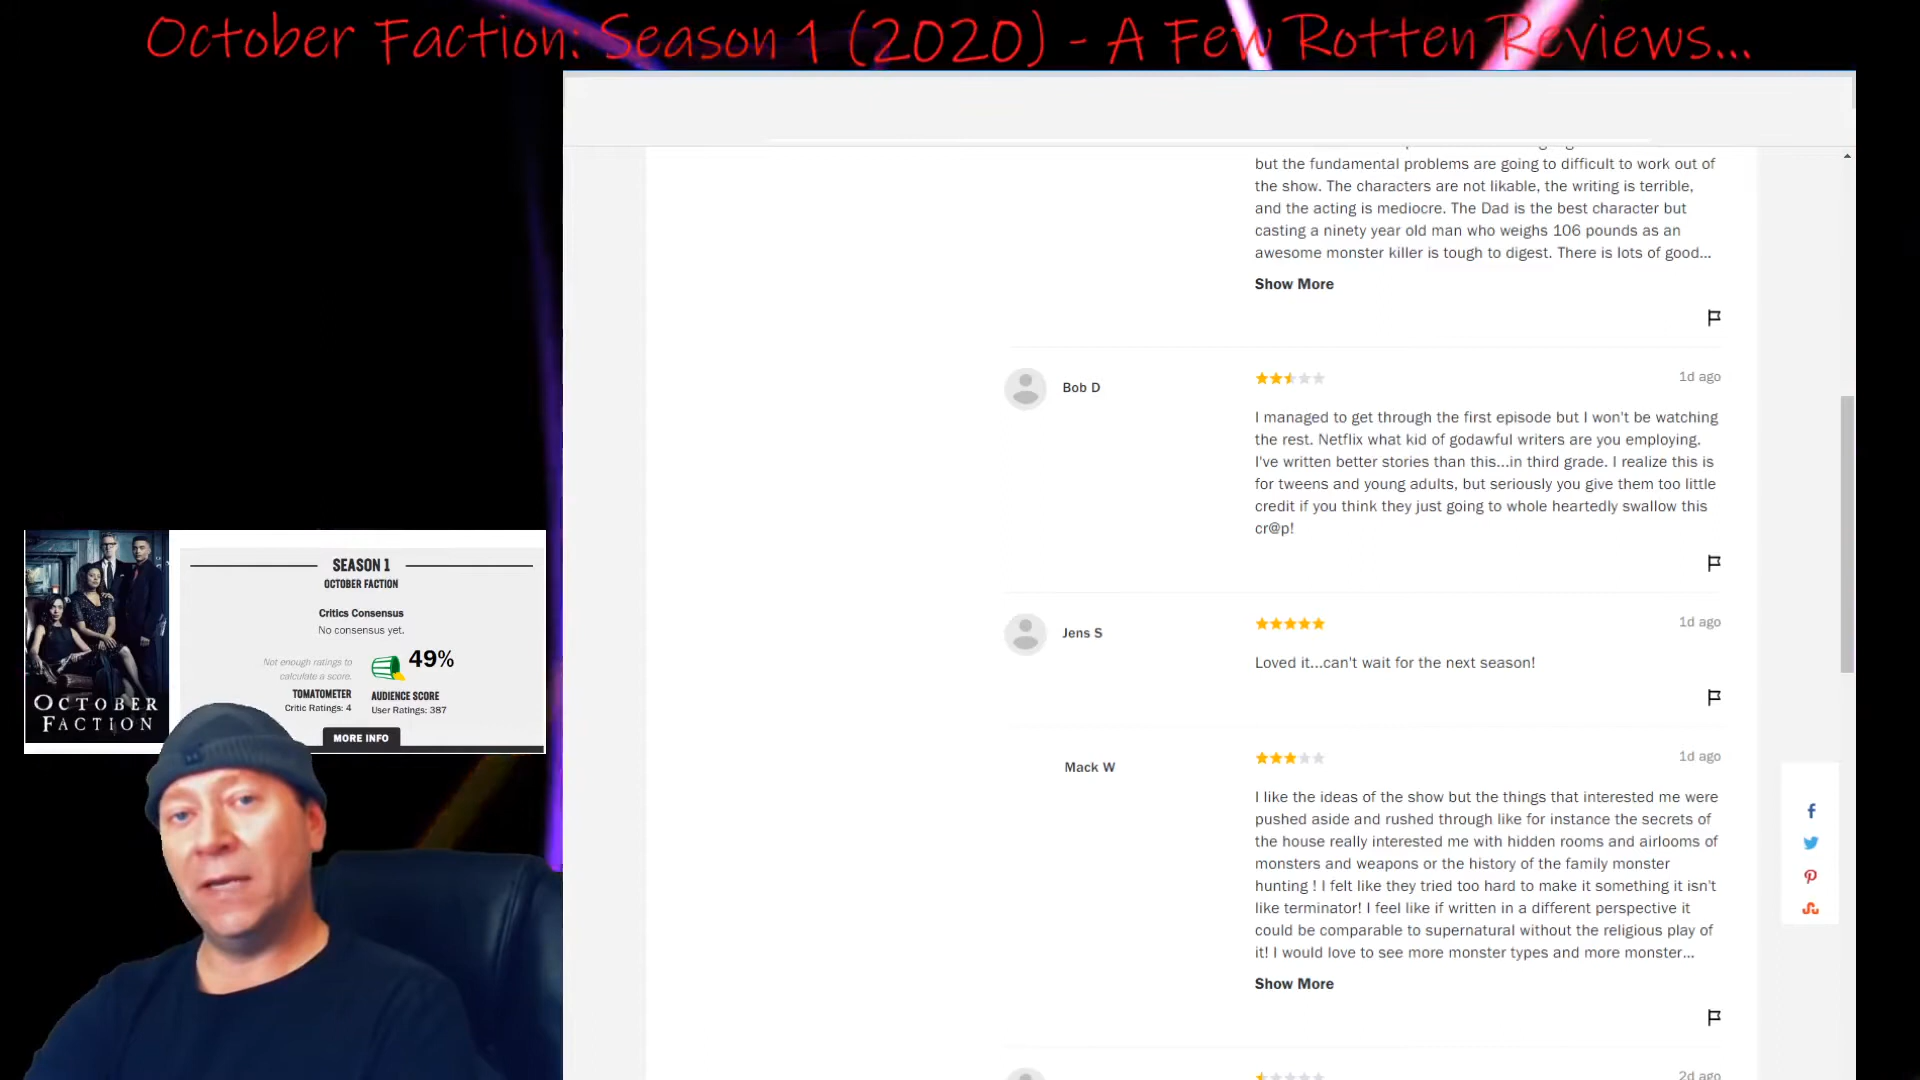 October Faction: Season 1 (2020) - A Few Rotten Reviews...
but the fundamental problems are going to difficult to work out of
the show. The characters are not likable, the writing is terrible,
and the acting is mediocre. The Dad is the best character but
casting a ninety year old man who weighs 106 pounds as an
awesome monster killer is tough to digest. There is lots of good...
Show More
Bob D
1d ago
I managed to get through the first episode but I won't be watching
the rest. Netflix what kid of godawful writers are you employing.
I've written better stories than this...in third grade. I realize this is
for tweens and young adults, but seriously you give them too little
credit if you think they just going to whole heartedly swallow this
cr@p!
Jens S
1d ago
Loved it...can't wait for the next season!
Mack W
1d ago
I like the ideas of the show but the things that interested me were
pushed aside and rushed through like for instance the secrets of
the house really interested me with hidden rooms and airlooms of
monsters and weapons or the history of the family monster
hunting ! I felt like they tried too hard to make it something it isn't
like terminator! I feel like if written in a different perspective it
could be comparable to supernatural without the religious play of
it! I would love to see more monster types and more monster...
Show More
2d ago
OCTOBER
FACTION
SEASON 1
OCTOBER FACTION
Critics Consensus
No consensus yet.
Not enough ratings to
calculate a score.
TOMATOMETER
Critic Ratings: 4
49%
AUDIENCE SCORE
User Ratings: 387
MORE INFO